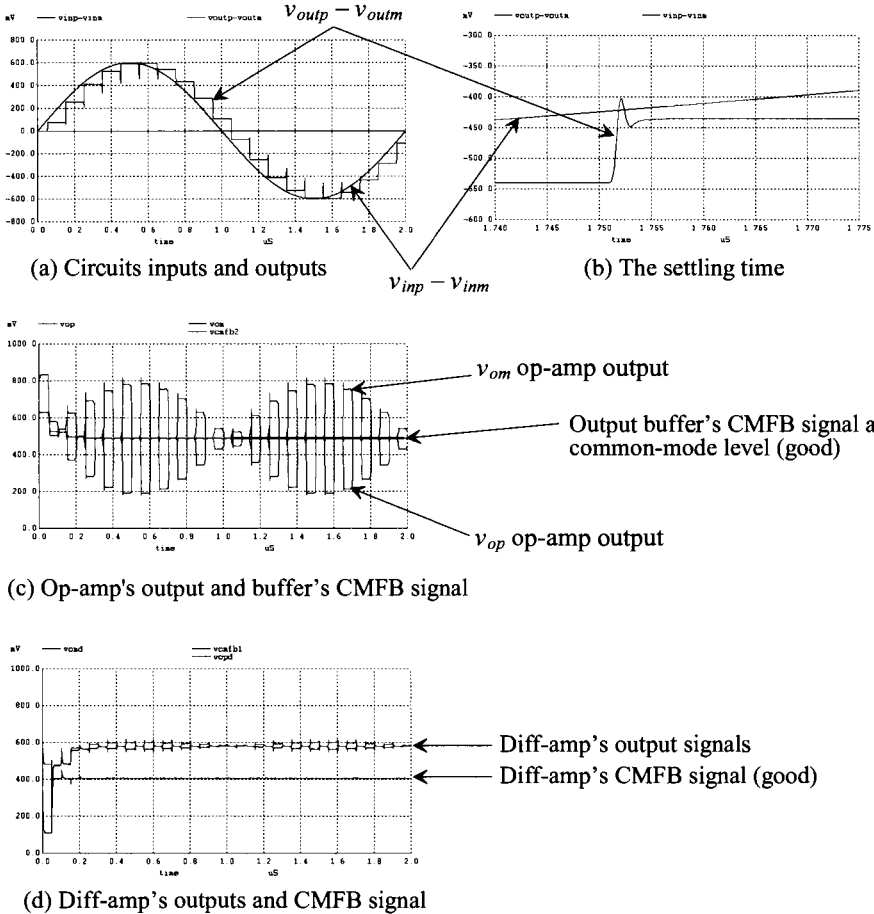 v_outp − v_outm
mV vinp-vinm voutp-voutm
800.0
600.0
400.0
200.0
0.0
-200.0
-400.0
-600.0
-800.0
0.0 0.2 0.4 0.6 0.8 1.0 1.2 1.4 1.6 1.8 2.0
time uS
(a) Circuits inputs and outputs
mV voutp-voutm vinp-vinm
-360.0
-400.0
-450.0
-500.0
-550.0
-600.0
1.740 1.745 1.750 1.755 1.760 1.765 1.770 1.775
time uS
(b) The settling time
v_inp − v_inm
mV vop vom
vcmfb2
1000.0
800.0
600.0
400.0
200.0
0.0
0.0 0.2 0.4 0.6 0.8 1.0 1.2 1.4 1.6 1.8 2.0
time uS
v_om op-amp output
Output buffer's CMFB signal a
common-mode level (good)
v_op op-amp output
(c) Op-amp's output and buffer's CMFB signal
mV vomd vcmfb1
vopd
1000.0
800.0
600.0
400.0
200.0
0.0
0.0 0.2 0.4 0.6 0.8 1.0 1.2 1.4 1.6 1.8 2.0
time uS
Diff-amp's output signals
Diff-amp's CMFB signal (good)
(d) Diff-amp's outputs and CMFB signal